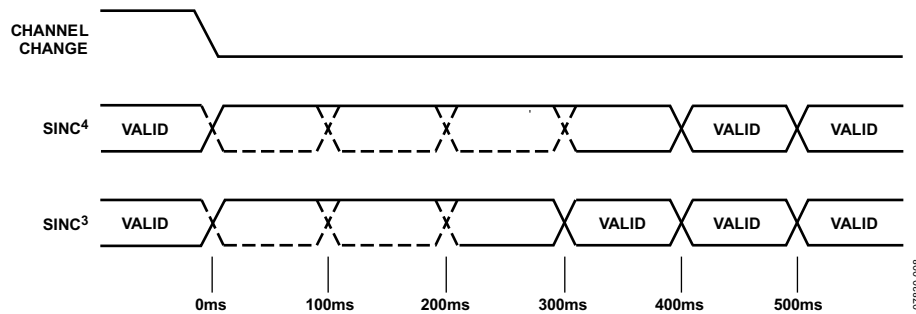 CHANNEL
CHANGE
SINC4 VALID VALID VALID
SINC3 VALID VALID VALID VALID
0ms 100ms 200ms 300ms 400ms 500ms